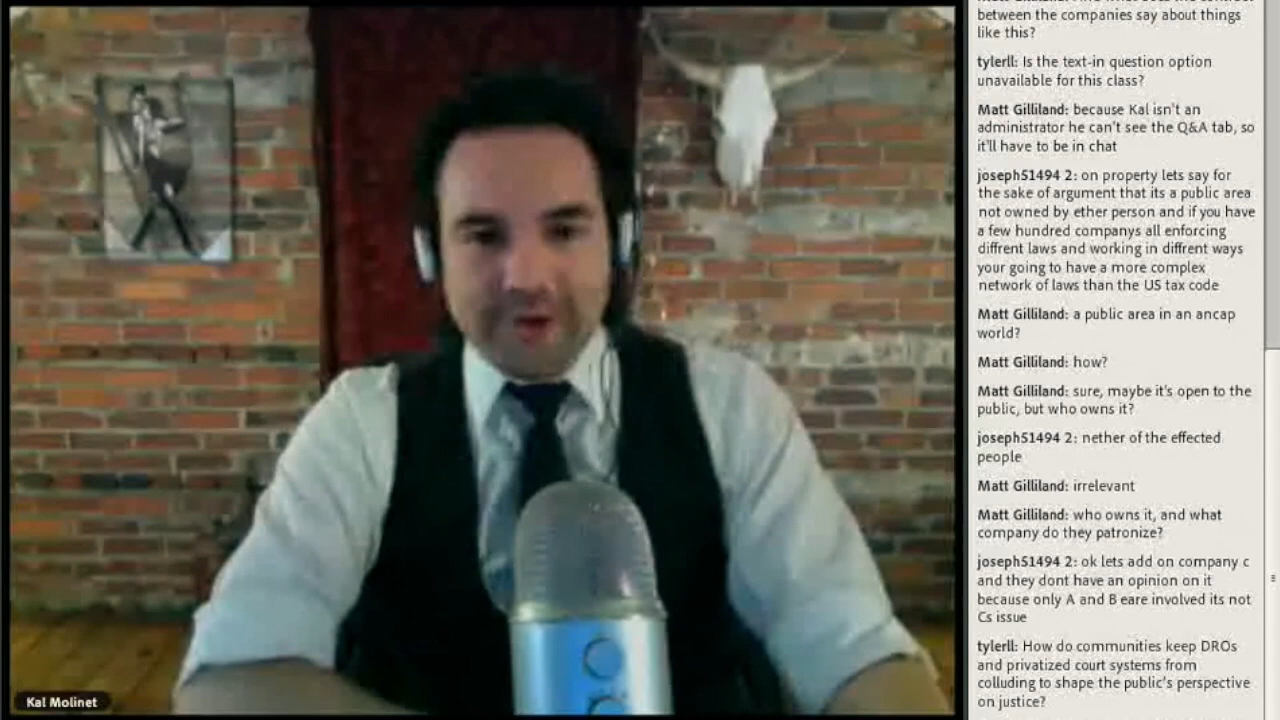 between the companies say about things
like this?
tylerll: Is the text-in question option
unavailable for this class?
Matt Gilliland: because Kal isn't an
administrator he can't see the Q&A tab, so
it'll have to be in chat
joseph51494 2: on property lets say for
the sake of argument that its a public area
not owned by ether person and if you have
a few hundred companys all enforcing
diffrent laws and working in diffrent ways
your going to have a more complex
network of laws than the US tax code
Matt Gilliland: a public area in an ancap
world?
Matt Gilliland: how?
Matt Gilliland: sure, maybe it's open to the
public, but who owns it?
joseph51494 2: nether of the effected
people
Matt Gilliland: irrelevant
Matt Gilliland: who owns it, and what
company do they patronize?
joseph51494 2: ok lets add on company c
and they dont have an opinion on it
because only A and B eare involved its not
Cs issue
tylerll: How do communities keep DROs
and privatized court systems from
colluding to shape the public's perspective
on justice?
Kal Molinet